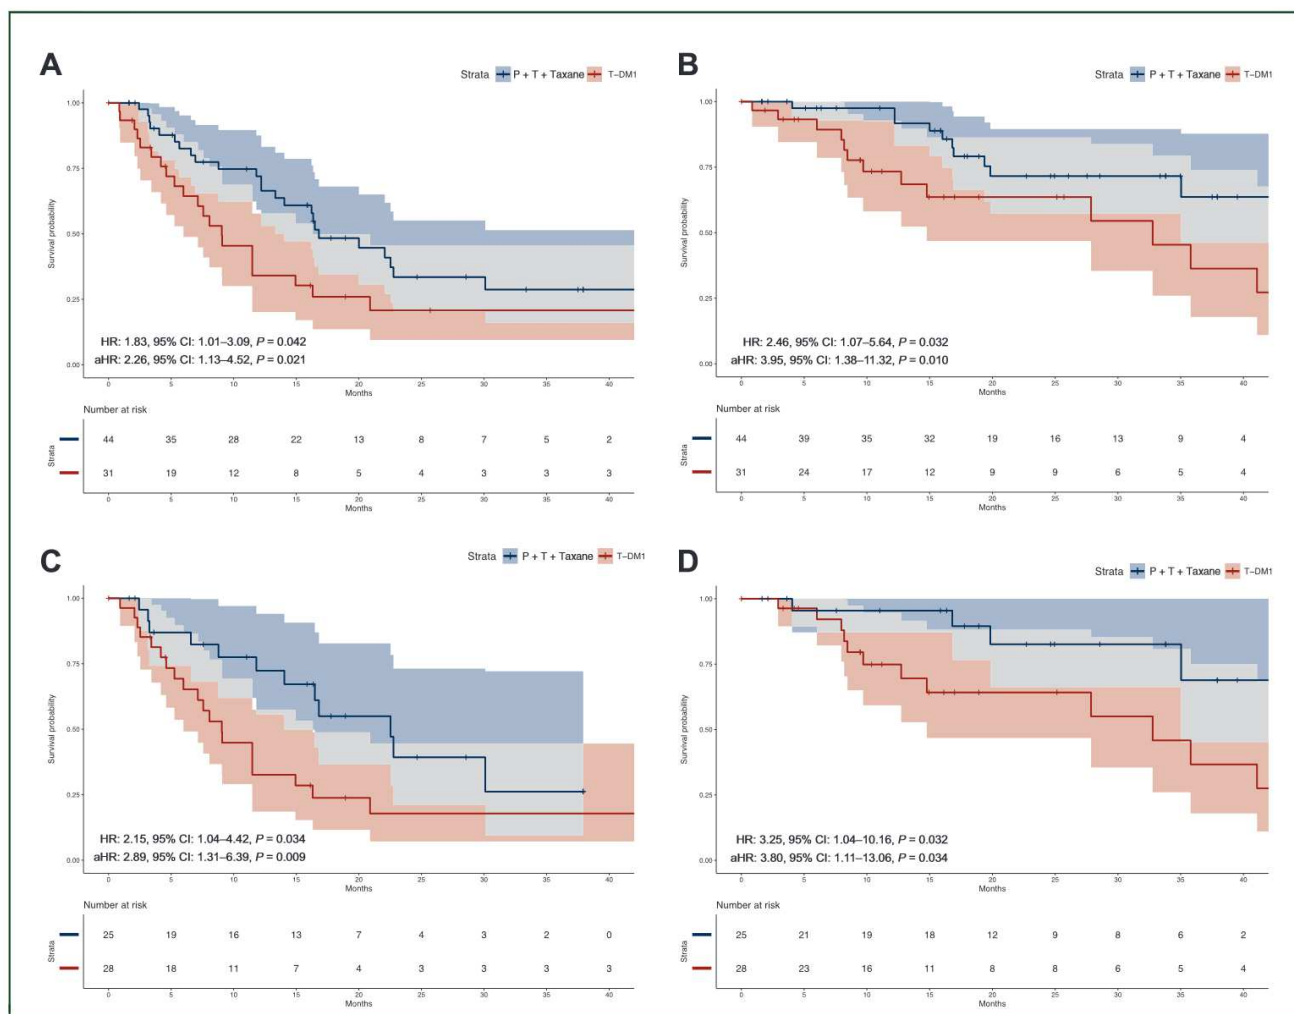 A
Strata P + T + Taxane T-DM1
1.00
0.75
0.50
0.25
0.00
Survival probability
HR: 1.83, 95% CI: 1.01–3.09, P = 0.042
aHR: 2.26, 95% CI: 1.13–4.52, P = 0.021
0 5 10 15 20 25 30 35 40
Months
Number at risk
Strata
44 35 28 22 13 8 7 5 2
31 19 12 8 5 4 3 3 3
0 5 10 15 20 25 30 35 40
Months
B
Strata P + T + Taxane T-DM1
1.00
0.75
0.50
0.25
0.00
Survival probability
HR: 2.46, 95% CI: 1.07–5.64, P = 0.032
aHR: 3.95, 95% CI: 1.38–11.32, P = 0.010
0 5 10 15 20 25 30 35 40
Months
Number at risk
Strata
44 39 35 32 19 16 13 9 4
31 24 17 12 9 9 6 5 4
0 5 10 15 20 25 30 35 40
Months
C
Strata P + T + Taxane T-DM1
1.00
0.75
0.50
0.25
0.00
Survival probability
HR: 2.15, 95% CI: 1.04–4.42, P = 0.034
aHR: 2.89, 95% CI: 1.31–6.39, P = 0.009
0 5 10 15 20 25 30 35 40
Months
Number at risk
Strata
25 19 16 13 7 4 3 2 0
28 18 11 7 4 3 3 3 3
0 5 10 15 20 25 30 35 40
Months
D
Strata P + T + Taxane T-DM1
1.00
0.75
0.50
0.25
0.00
Survival probability
HR: 3.25, 95% CI: 1.04–10.16, P = 0.032
aHR: 3.80, 95% CI: 1.11–13.06, P = 0.034
0 5 10 15 20 25 30 35 40
Months
Number at risk
Strata
25 21 19 18 12 9 8 6 2
28 23 16 11 8 8 6 5 4
0 5 10 15 20 25 30 35 40
Months